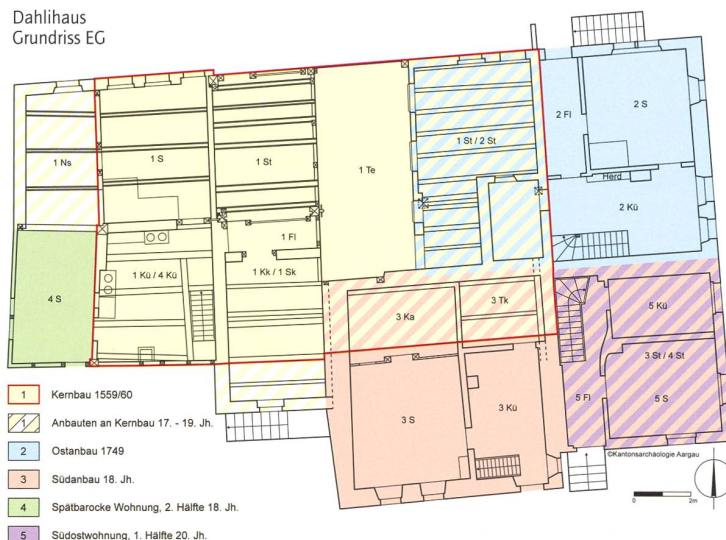 Dahlihaus
Grundriss EG
1 Ns
1 S
1 St
1 Te
1 St / 2 St
2 Fl
2 S
Herd
2 Kü
4 S
1 Kü / 4 Kü
1 Fl
1 Kk / 1 Sk
3 Ka
3 Tk
5 Kü
3 St / 4 St
5 S
5 Fl
3 S
3 Kü
1 Kernbau 1559/60
1 Anbauten an Kernbau 17. - 19. Jh.
2 Ostanbau 1749
3 Südanbau 18. Jh.
4 Spätbarocke Wohnung, 2. Hälfte 18. Jh.
5 Südostwohnung, 1. Hälfte 20. Jh.
©Kantonsarchäologie Aargau
0 2m